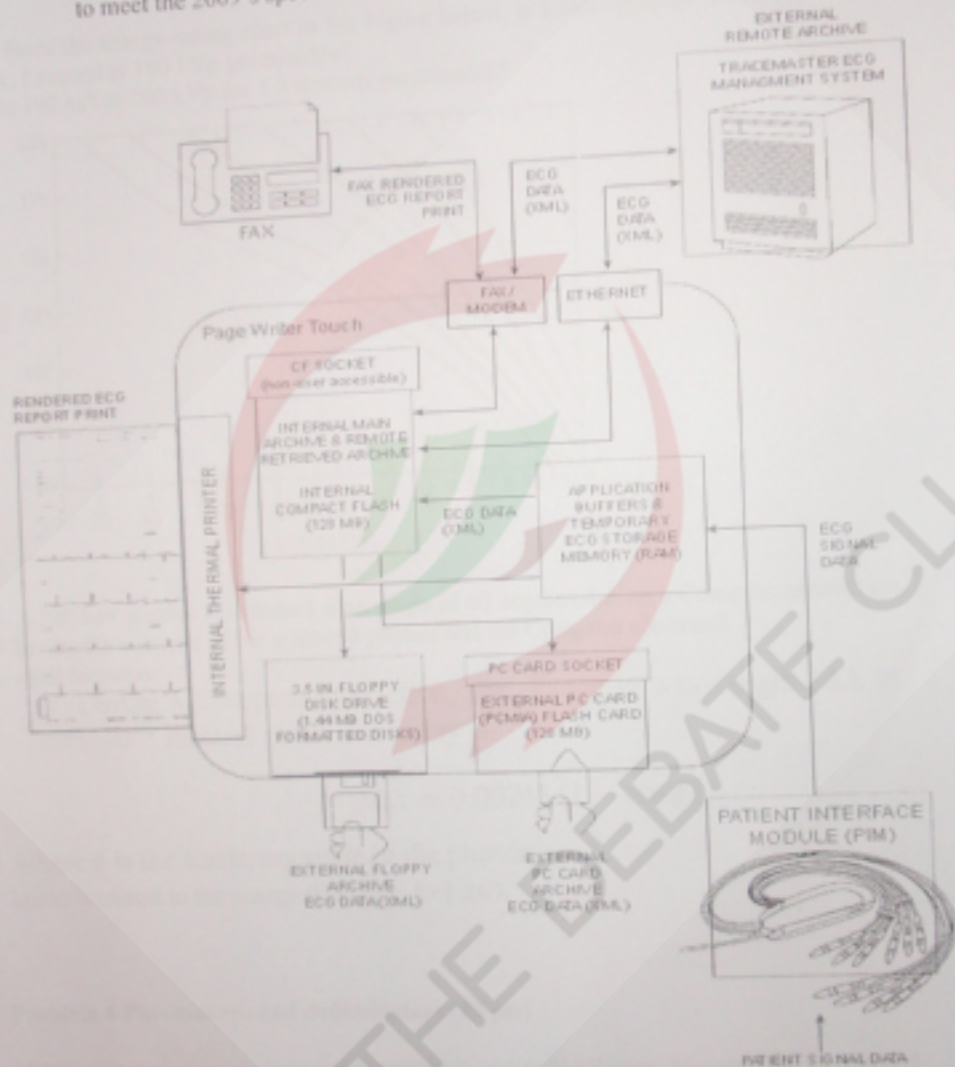 to meet the 2009
EXTERNAL
REMOTE ARCHIVE
TRACEMASTER ECG
MANAGMENT SYSTEM
FAX RENDERED
ECG REPORT
PRINT
ECG
DATA
(XML)
ECG
DATA
(XML)
FAX
FAX/
MODEM
ETHERNET
Page Writer Touch
CF SOCKET
(non-user accessible)
RENDERED ECG
REPORT PRINT
INTERNAL MAIN
ARCHIVE & REMOTE
RETRIEVED ARCHIVE
INTERNAL
COMPACT FLASH
(128 MB)
ECG DATA
(XML)
APPLICATION
BUFFERS &
TEMPORARY
ECG STORAGE
MEMORY (RAM)
ECG
SIGNAL
DATA
INTERNAL THERMAL PRINTER
3.5 IN. FLOPPY
DISK DRIVE
(1.44 MB DOS
FORMATTED DISKS)
PC CARD SOCKET
EXTERNAL PC CARD
(PCMIA) FLASH CARD
(128 MB)
PATIENT INTERFACE
MODULE (PIM)
EXTERNAL FLOPPY
ARCHIVE
ECG DATA(XML)
EXTERNAL
PC CARD
ARCHIVE
ECG DATA (XML)
PATIENT SIGNAL DATA
THE DEBATE